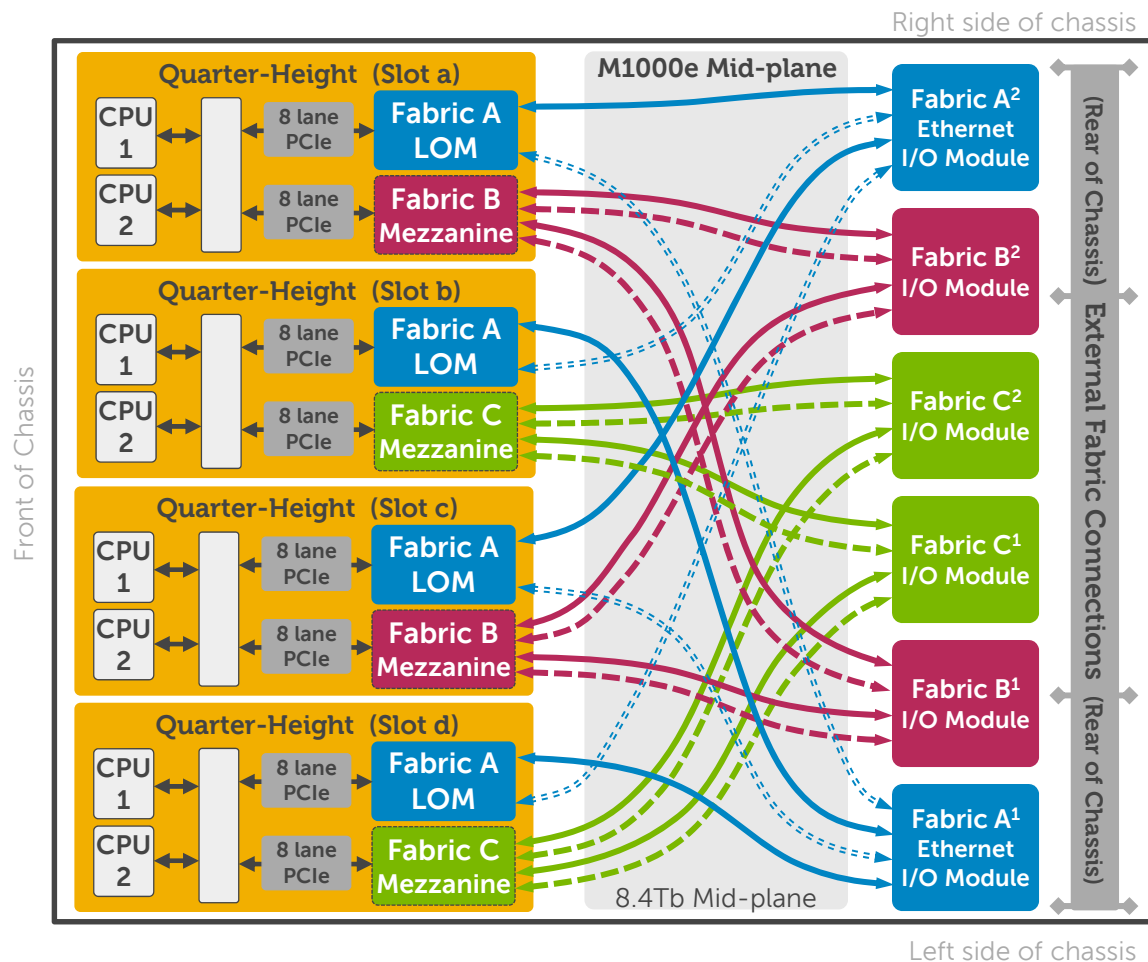 Right side of chassis
Quarter-Height (Slot a)
CPU
1
CPU
2
8 lane
PCIe
8 lane
PCIe
Fabric A
LOM
Fabric B
Mezzanine
Quarter-Height (Slot b)
CPU
1
CPU
2
8 lane
PCIe
8 lane
PCIe
Fabric A
LOM
Fabric C
Mezzanine
Quarter-Height (Slot c)
CPU
1
CPU
2
8 lane
PCIe
8 lane
PCIe
Fabric A
LOM
Fabric B
Mezzanine
Quarter-Height (Slot d)
CPU
1
CPU
2
8 lane
PCIe
8 lane
PCIe
Fabric A
LOM
Fabric C
Mezzanine
Front of Chassis
M1000e Mid-plane
8.4Tb Mid-plane
Fabric A²
Ethernet
I/O Module
Fabric B²
I/O Module
Fabric C²
I/O Module
Fabric C¹
I/O Module
Fabric B¹
I/O Module
Fabric A¹
Ethernet
I/O Module
(Rear of Chassis) External Fabric Connections (Rear of Chassis)
Left side of chassis